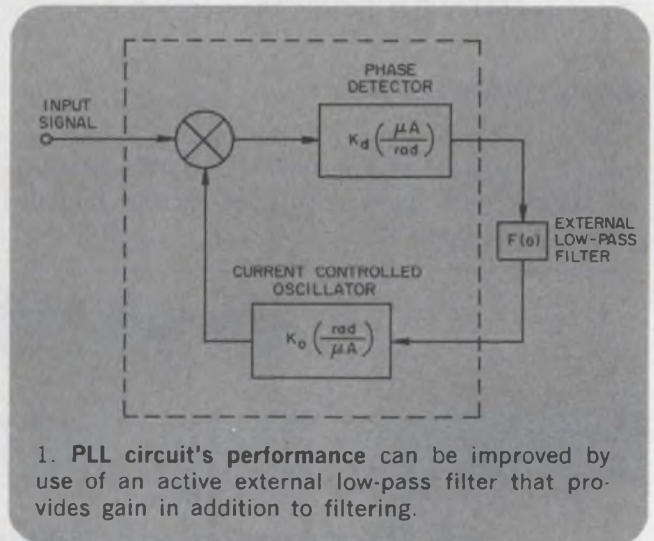 PHASE
DETECTOR
INPUT
SIGNAL
K_d (μA/rad)
F(o)
EXTERNAL
LOW-PASS
FILTER
CURRENT CONTROLLED
OSCILLATOR
K_o (rad/μA)
1. PLL circuit's performance can be improved by
use of an active external low-pass filter that pro-
vides gain in addition to filtering.